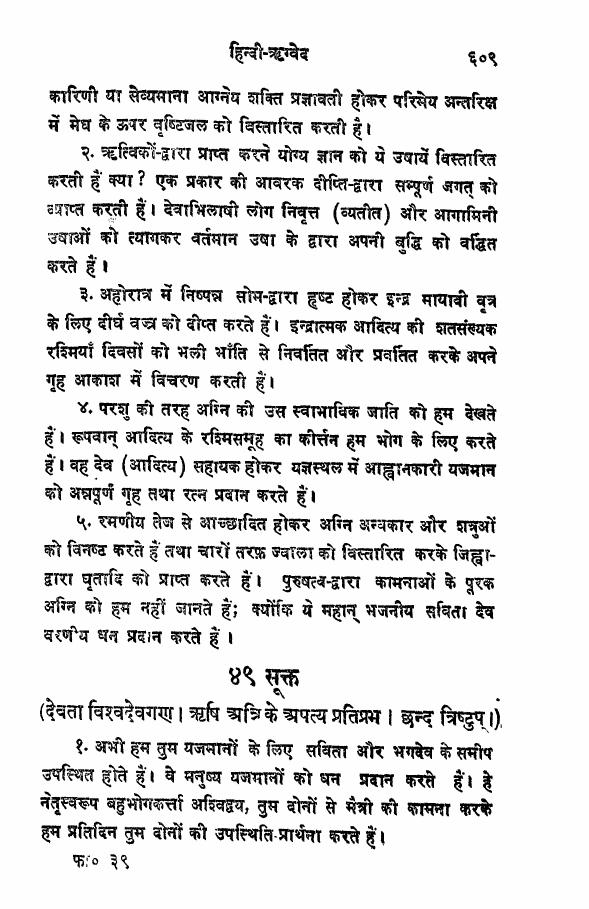 हिन्दी-ऋग्वेद ६०९
कारिणी या सेव्यमाना आग्नेय शक्ति प्रज्ञावती होकर परिमेय अन्तरिक्ष
में मेघ के ऊपर वृष्टिजल को विस्तारित करती है।
२. ऋत्विकों-द्वारा प्राप्त करने योग्य ज्ञान को ये उषायें विस्तारित
करती हैं क्या? एक प्रकार की आवरक दीप्ति-द्वारा सम्पूर्ण जगत् को
व्याप्त करती हैं। देवाभिलाषी लोग निवृत्त (व्यतीत) और आगामिनी
उषाओं को त्यागकर वर्तमान उषा के द्वारा अपनी बुद्धि को वर्द्धित
करते हैं।
३. अहोरात्र में निष्पन्न सोम-द्वारा हृष्ट होकर इन्द्र मायावी वृत्र
के लिए दीर्घ वज्र को दीप्त करते हैं। इन्द्रात्मक आदित्य की शतसंख्यक
रश्मियाँ दिवसों को भली भाँति से निवर्तित और प्रवर्तित करके अपने
गृह आकाश में विचरण करती हैं।
४. परशु की तरह अग्नि की उस स्वाभाविक जाति को हम देखते
हैं। रूपवान् आदित्य के रश्मिसमूह का कीर्त्तन हम भोग के लिए करते
हैं। वह देव (आदित्य) सहायक होकर यज्ञस्थल में आह्वानकारी यजमान
को अन्नपूर्ण गृह तथा रत्न प्रदान करते हैं।
५. रमणीय तेज से आच्छादित होकर अग्नि अन्धकार और शत्रुओं
को विनष्ट करते हैं तथा चारों तरफ़ ज्वाला को विस्तारित करके जिह्वा-
द्वारा घृतादि को प्राप्त करते हैं। पुरुषत्व-द्वारा कामनाओं के पूरक
अग्नि को हम नहीं जानते हैं; क्योंकि ये महान् भजनीय सविता देव
वरणीय धन प्रदान करते हैं।
४९ सूक्त
(देवता विश्वदेवगण। ऋषि अत्रि के अपत्य प्रतिप्रभ। छन्द त्रिष्टुप्।)
१. अभी हम तुम यजमानों के लिए सविता और भगदेव के समीप
उपस्थित होते हैं। वे मनुष्य यजमानों को धन प्रदान करते हैं। हे
नेतृस्वरूप बहुभोगकर्त्ता अश्विद्वय, तुम दोनों से मैत्री की कामना करके
हम प्रतिदिन तुम दोनों की उपस्थिति-प्रार्थना करते हैं।
फा० ३९